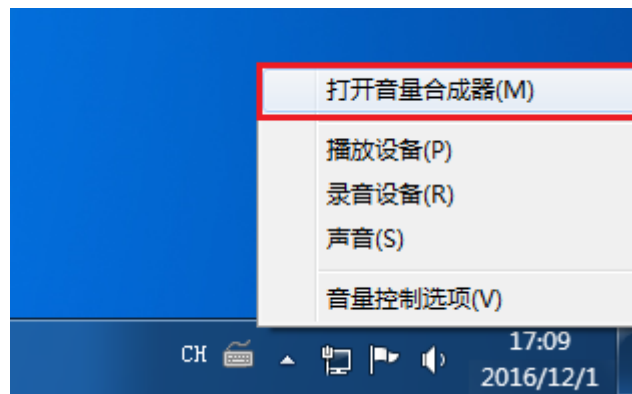 打开音量合成器(M)
播放设备(P)
录音设备(R)
声音(S)
音量控制选项(V)
CH
17:09
2016/12/1